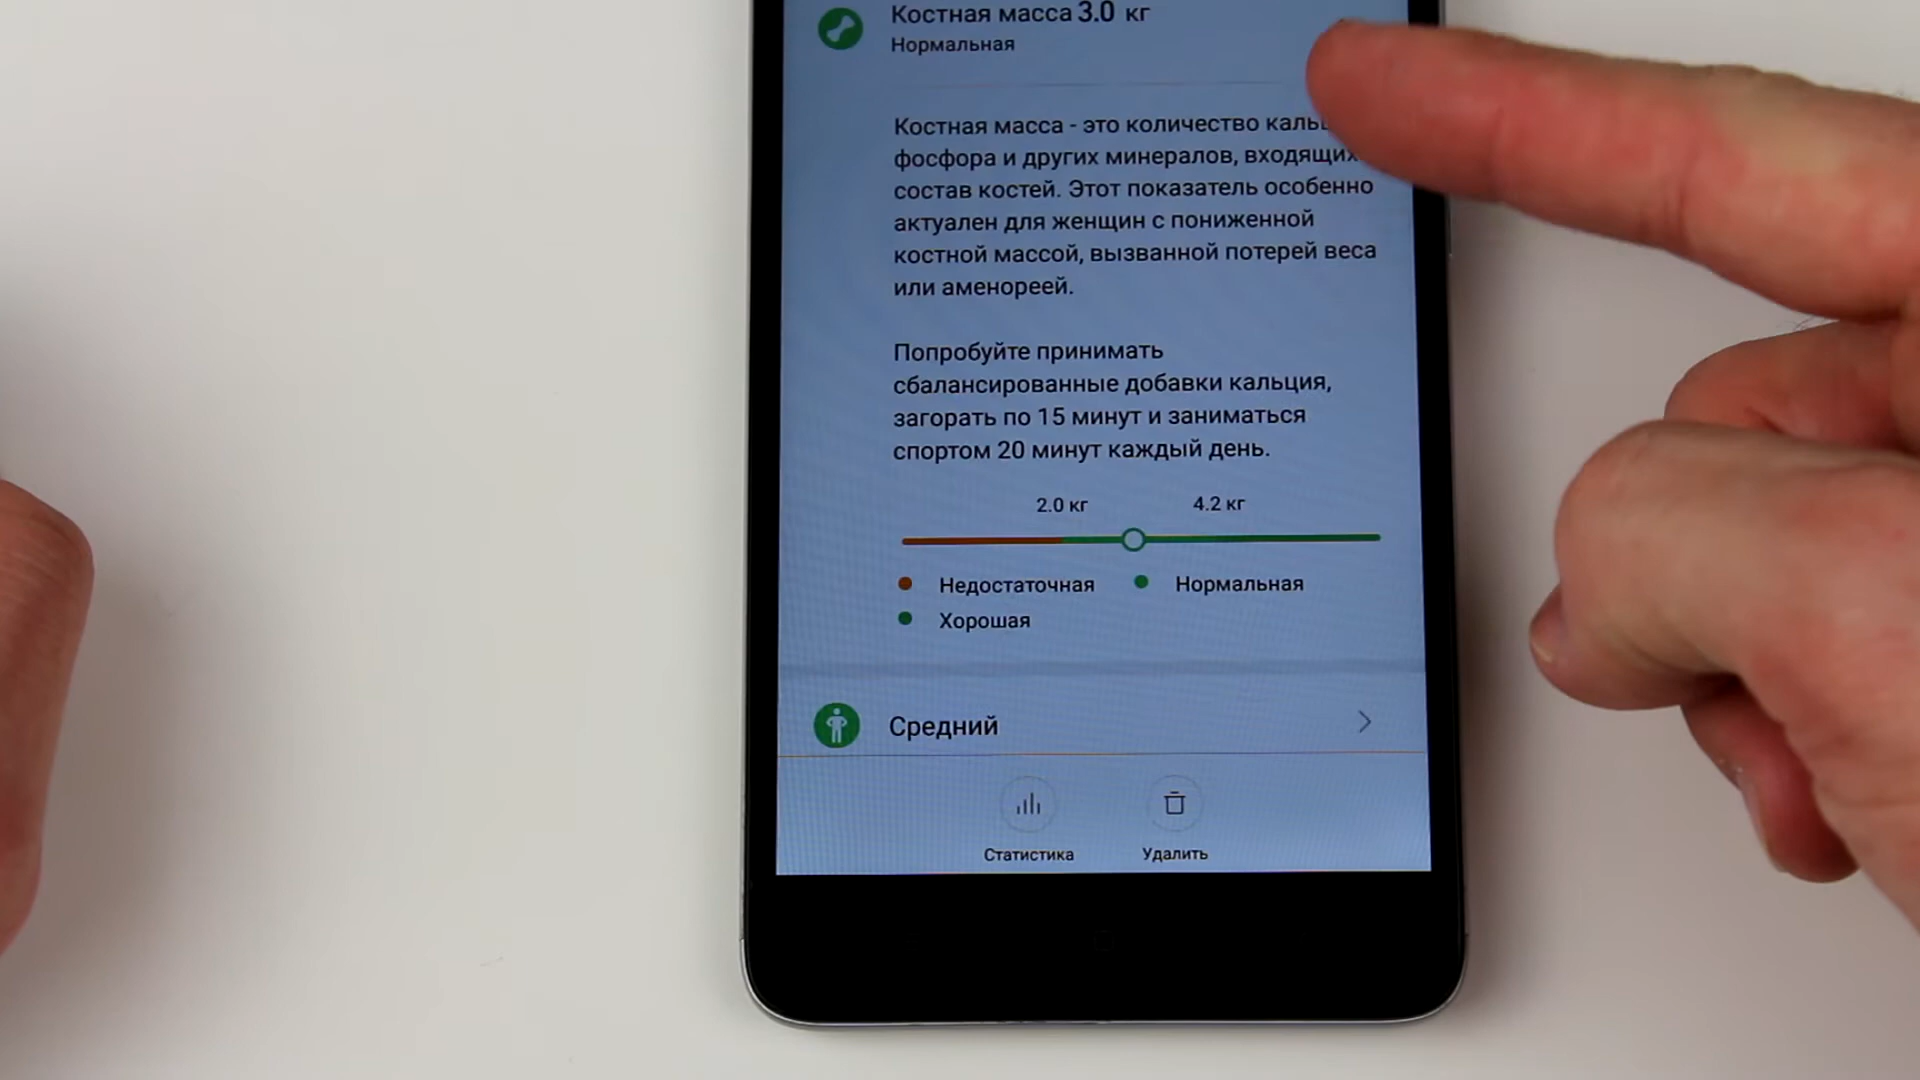 Костная масса 3.0 кг
Нормальная
Костная масса - это количество
фосфора и других минералов, входящих
состав костей. Этот показатель особенно
актуален для женщин с пониженной
костной массой, вызванной потерей веса
или аменореей.
Попробуйте принимать
сбалансированные добавки кальция,
загорать по 15 минут и заниматься
спортом 20 минут каждый день.
2.0 кг 4.2 кг
Недостаточная Нормальная
Хорошая
Средний
Статистика Удалить